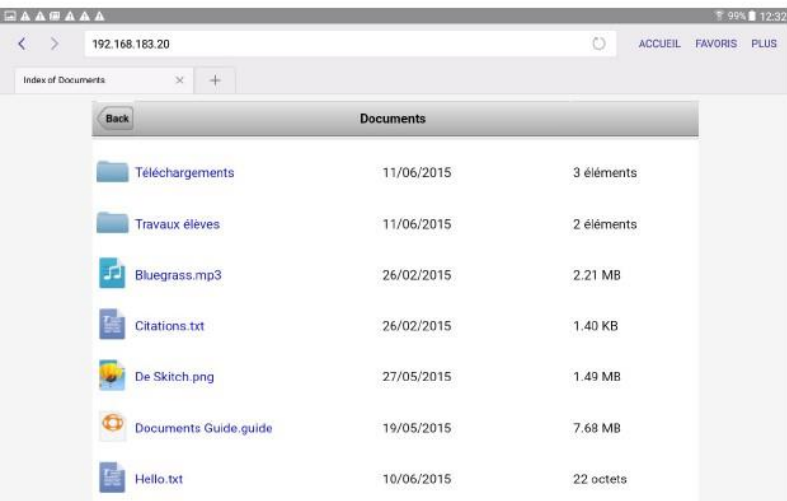 99% 12:32
192.168.183.20 ACCUEIL FAVORIS PLUS
Index of Documents
Back Documents
Téléchargements 11/06/2015 3 éléments
Travaux élèves 11/06/2015 2 éléments
Bluegrass.mp3 26/02/2015 2.21 MB
Citations.txt 26/02/2015 1.40 KB
De Skitch.png 27/05/2015 1.49 MB
Documents Guide.guide 19/05/2015 7.68 MB
Hello.txt 10/06/2015 22 octets